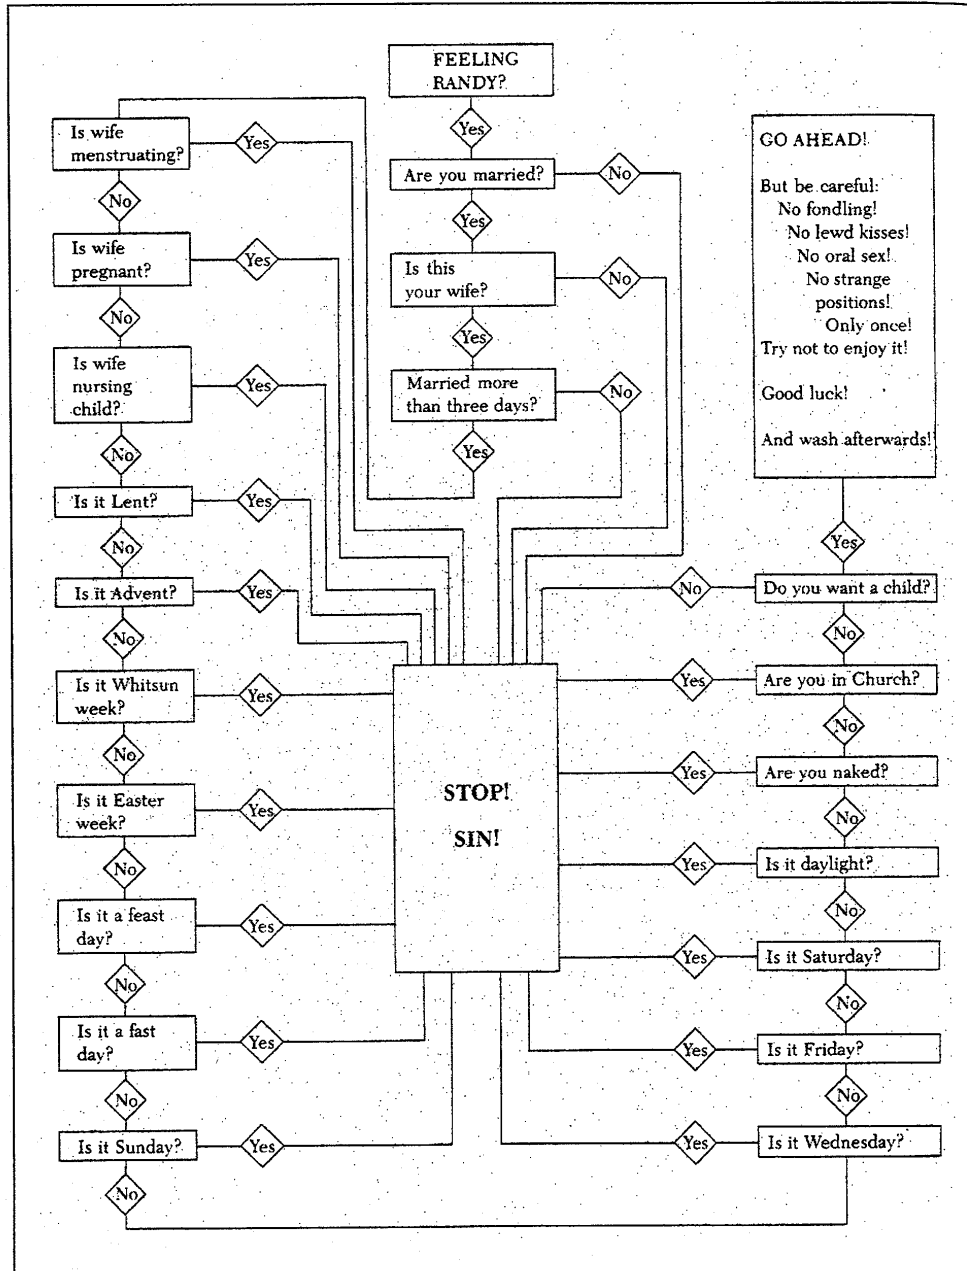 FEELING
RANDY?
Yes
Are you married?
No
Yes
Is this
your wife?
No
Yes
Married more
than three days?
No
Yes
Is wife
menstruating?
Yes
No
Is wife
pregnant?
Yes
No
Is wife
nursing
child?
Yes
No
Is it Lent?
Yes
No
Is it Advent?
Yes
No
Is it Whitsun
week?
Yes
No
Is it Easter
week?
Yes
No
Is it a feast
day?
Yes
No
Is it a fast
day?
Yes
No
Is it Sunday?
Yes
No
Is it Wednesday?
Yes
No
Is it Friday?
Yes
No
Is it Saturday?
Yes
No
Is it daylight?
Yes
No
Are you naked?
Yes
No
Are you in Church?
Yes
No
Do you want a child?
No
Yes
GO AHEAD!
But be careful:
No fondling!
No lewd kisses!
No oral sex!
No strange
positions!
Only once!
Try not to enjoy it!
Good luck!
And wash afterwards!
STOP!
SIN!